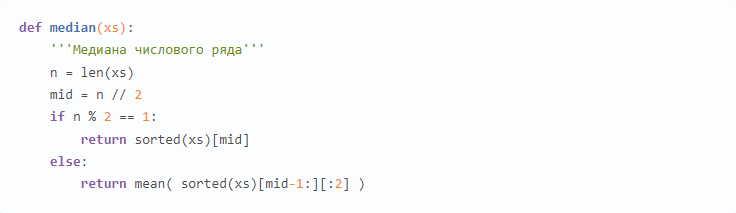 def median(xs):
    '''Медиана числового ряда'''
    n = len(xs)
    mid = n // 2
    if n % 2 == 1:
        return sorted(xs)[mid]
    else:
        return mean( sorted(xs)[mid-1:][:2] )